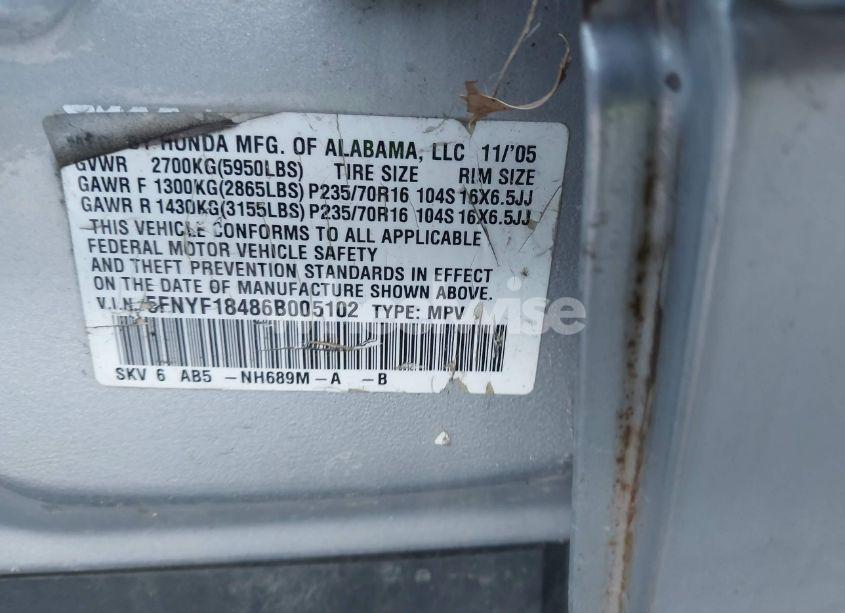 BY HONDA MFG. OF ALABAMA, LLC 11/'05
GVWR 2700KG(5950LBS) TIRE SIZE RIM SIZE
GAWR F 1300KG(2865LBS) P235/70R16 104S 16X6.5JJ
GAWR R 1430KG(3155LBS) P235/70R16 104S 16X6.5JJ
THIS VEHICLE CONFORMS TO ALL APPLICABLE
FEDERAL MOTOR VEHICLE SAFETY
AND THEFT PREVENTION STANDARDS IN EFFECT
ON THE DATE OF MANUFACTURE SHOWN ABOVE.
V.I.N. 5FNYF18486B005102 TYPE: MPV
SKV 6 AB5 -NH689M-A -B